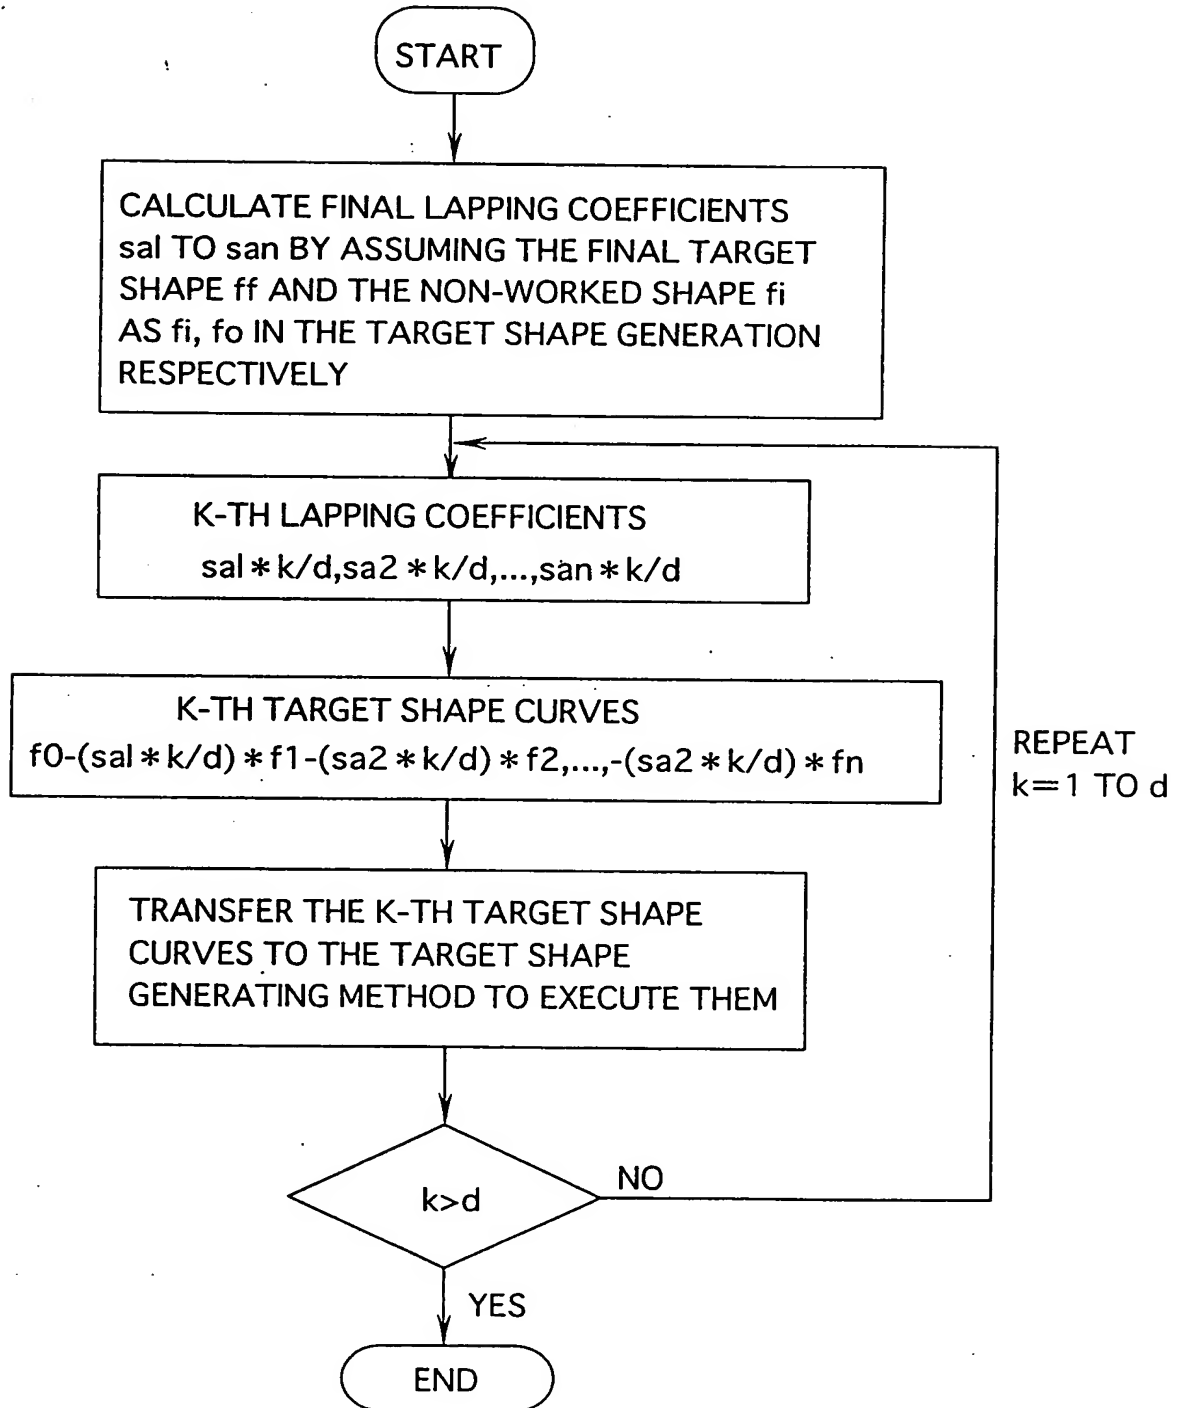 START
CALCULATE FINAL LAPPING COEFFICIENTS
sal TO san BY ASSUMING THE FINAL TARGET
SHAPE ff AND THE NON-WORKED SHAPE fi
AS fi, fo IN THE TARGET SHAPE GENERATION
RESPECTIVELY
K-TH LAPPING COEFFICIENTS
sal * k/d,sa2 * k/d,...,san * k/d
K-TH TARGET SHAPE CURVES
f0-(sal * k/d) * f1-(sa2 * k/d) * f2,...,-(sa2 * k/d) * fn
REPEAT
k=1 TO d
TRANSFER THE K-TH TARGET SHAPE
CURVES TO THE TARGET SHAPE
GENERATING METHOD TO EXECUTE THEM
k>d
NO
YES
END